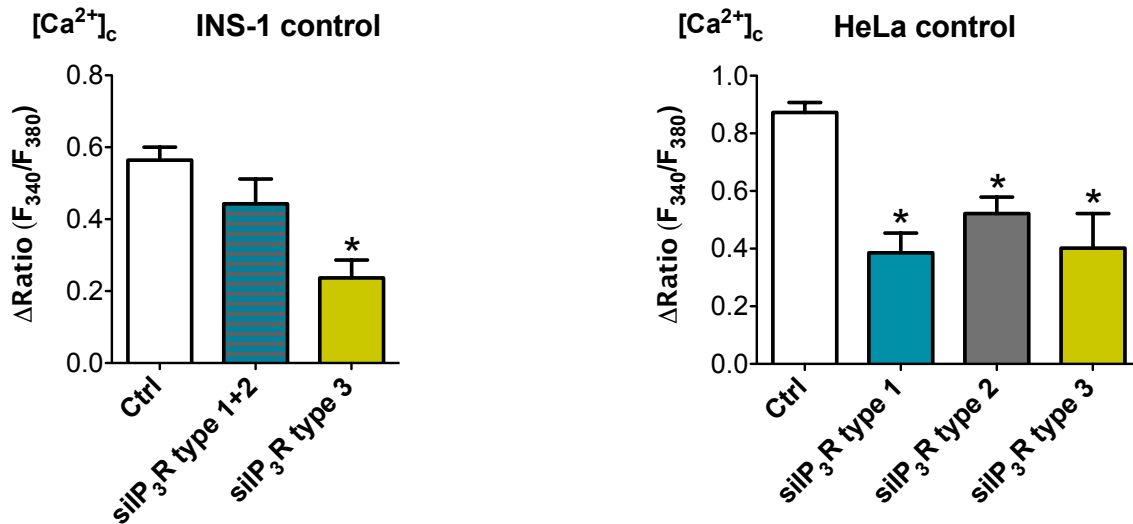 [Ca²⁺]c INS-1 control
ΔRatio (F₃₄₀/F₃₈₀)
0.8
0.6
0.4
0.2
0.0
*
Ctrl
siIP₃R type 1+2
siIP₃R type 3
[Ca²⁺]c HeLa control
ΔRatio (F₃₄₀/F₃₈₀)
1.0
0.8
0.6
0.4
0.2
0.0
*
*
*
Ctrl
siIP₃R type 1
siIP₃R type 2
siIP₃R type 3